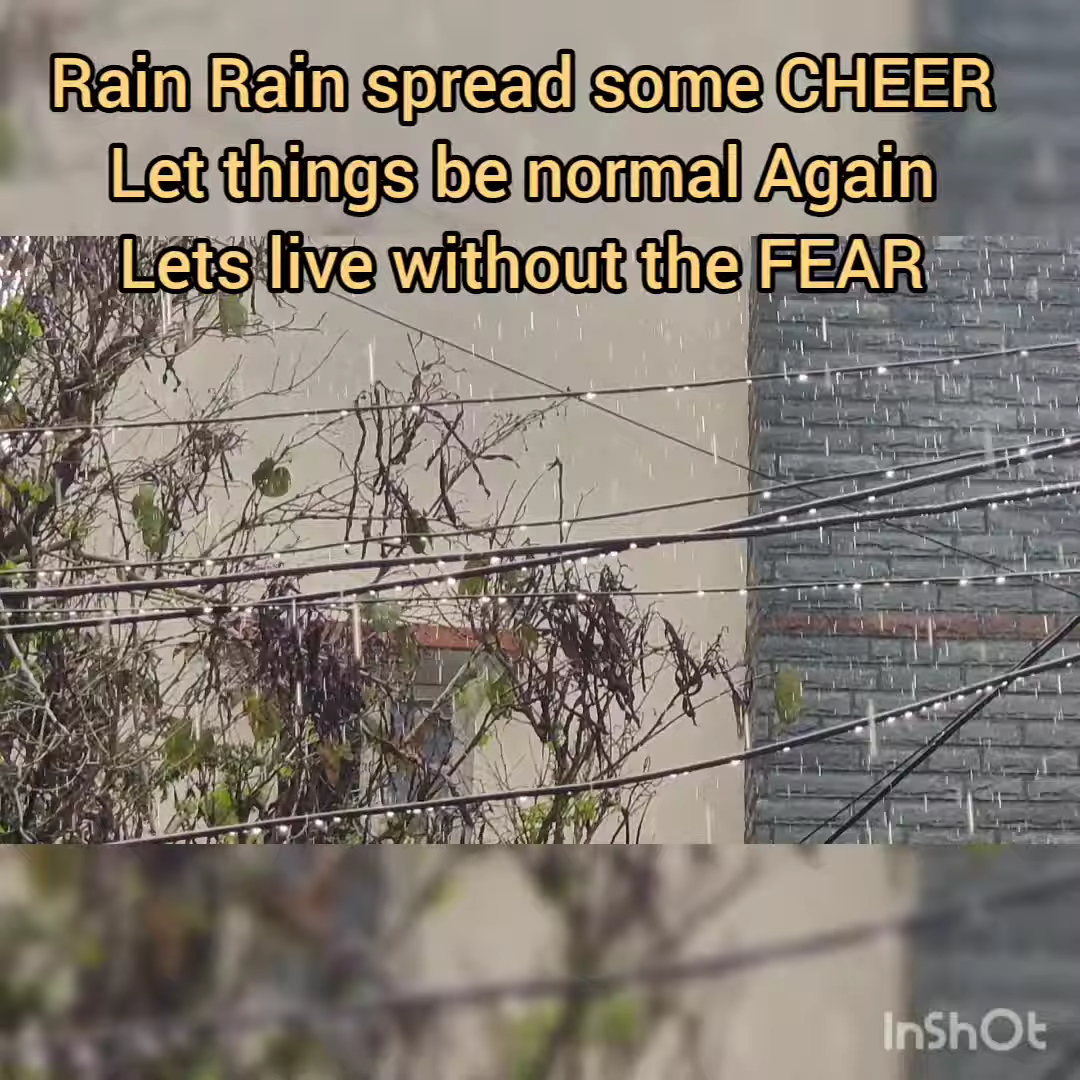 Rain Rain spread some CHEER
Let things be normal Again
Lets live without the FEAR
InShOt